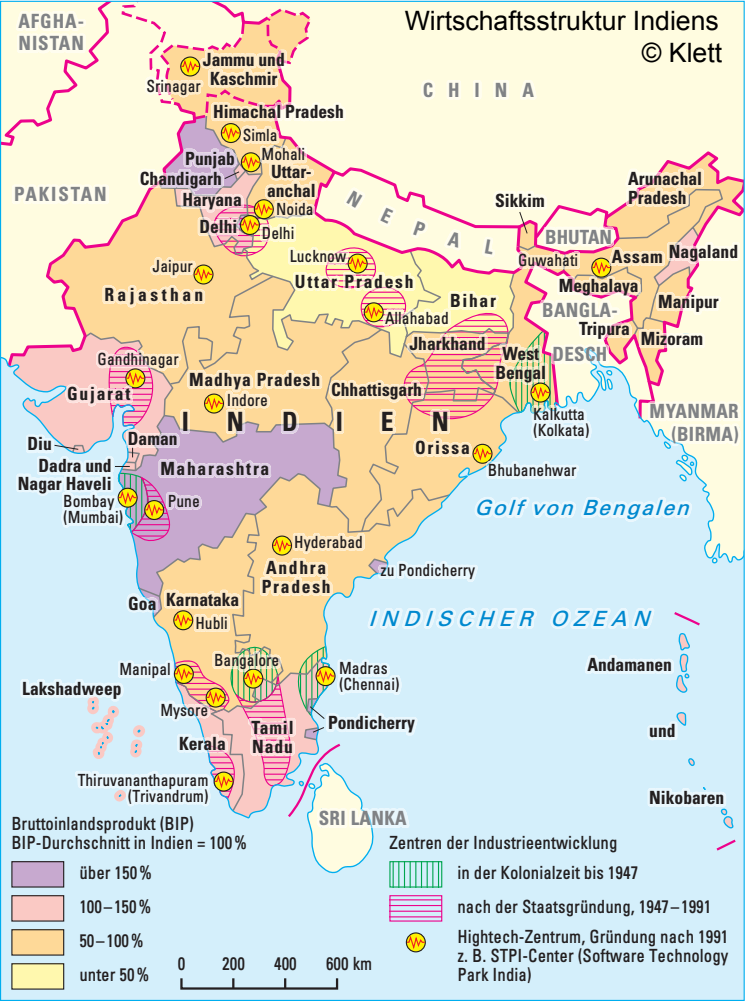 Wirtschaftsstruktur Indiens
© Klett
AFGHA-
NISTAN
CHINA
Jammu und
Kaschmir
Srinagar
Himachal Pradesh
Simla
Punjab
Mohali
Chandigarh
Uttar-
anchal
PAKISTAN
Haryana
Noida
Delhi
Delhi
NEPAL
Sikkim
Arunachal
Pradesh
BHUTAN
Nagaland
Guwahati
Assam
Meghalaya
Manipur
BANGLA-
DESCH
Tripura
Mizoram
Jaipur
Rajasthan
Lucknow
Uttar Pradesh
Allahabad
Bihar
Jharkhand
West
Bengal
Gandhinagar
Gujarat
Madhya Pradesh
Indore
Chhattisgarh
INDIEN
Kalkutta
(Kolkata)
MYANMAR
(BIRMA)
Diu
Daman
Dadra und
Nagar Haveli
Maharashtra
Orissa
Bhubanehwar
Bombay
(Mumbai)
Pune
Golf von Bengalen
Hyderabad
Andhra
Pradesh
zu Pondicherry
Goa
Karnataka
Hubli
INDISCHER OZEAN
Manipal
Bangalore
Madras
(Chennai)
Andamanen
und
Nikobaren
Lakshadweep
Mysore
Pondicherry
Kerala
Tamil
Nadu
Thiruvananthapuram
(Trivandrum)
SRI LANKA
Bruttoinlandsprodukt (BIP)
BIP-Durchschnitt in Indien = 100 %
über 150 %
100–150 %
50–100 %
unter 50 %
0 200 400 600 km
Zentren der Industrieentwicklung
in der Kolonialzeit bis 1947
nach der Staatsgründung, 1947–1991
Hightech-Zentrum, Gründung nach 1991
z. B. STPI-Center (Software Technology
Park India)